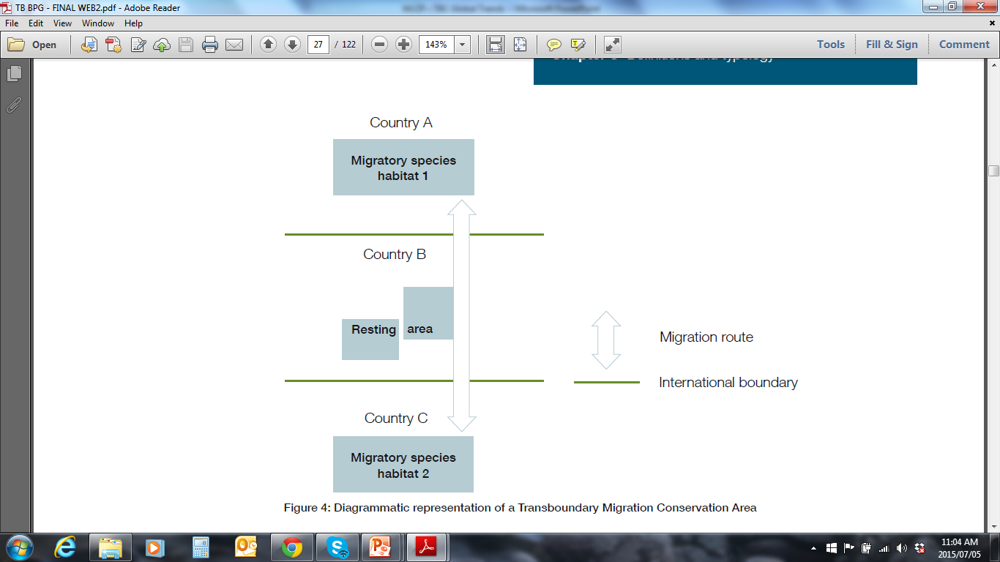 TB BPG - FINAL WEB2.pdf - Adobe Reader
File Edit View Window Help
Open 27 / 122 143% Tools Fill & Sign Comment
Country A
Migratory species
habitat 1
Country B
Resting area
Country C
Migratory species
habitat 2
Migration route
International boundary
Figure 4: Diagrammatic representation of a Transboundary Migration Conservation Area
11:04 AM
2015/07/05